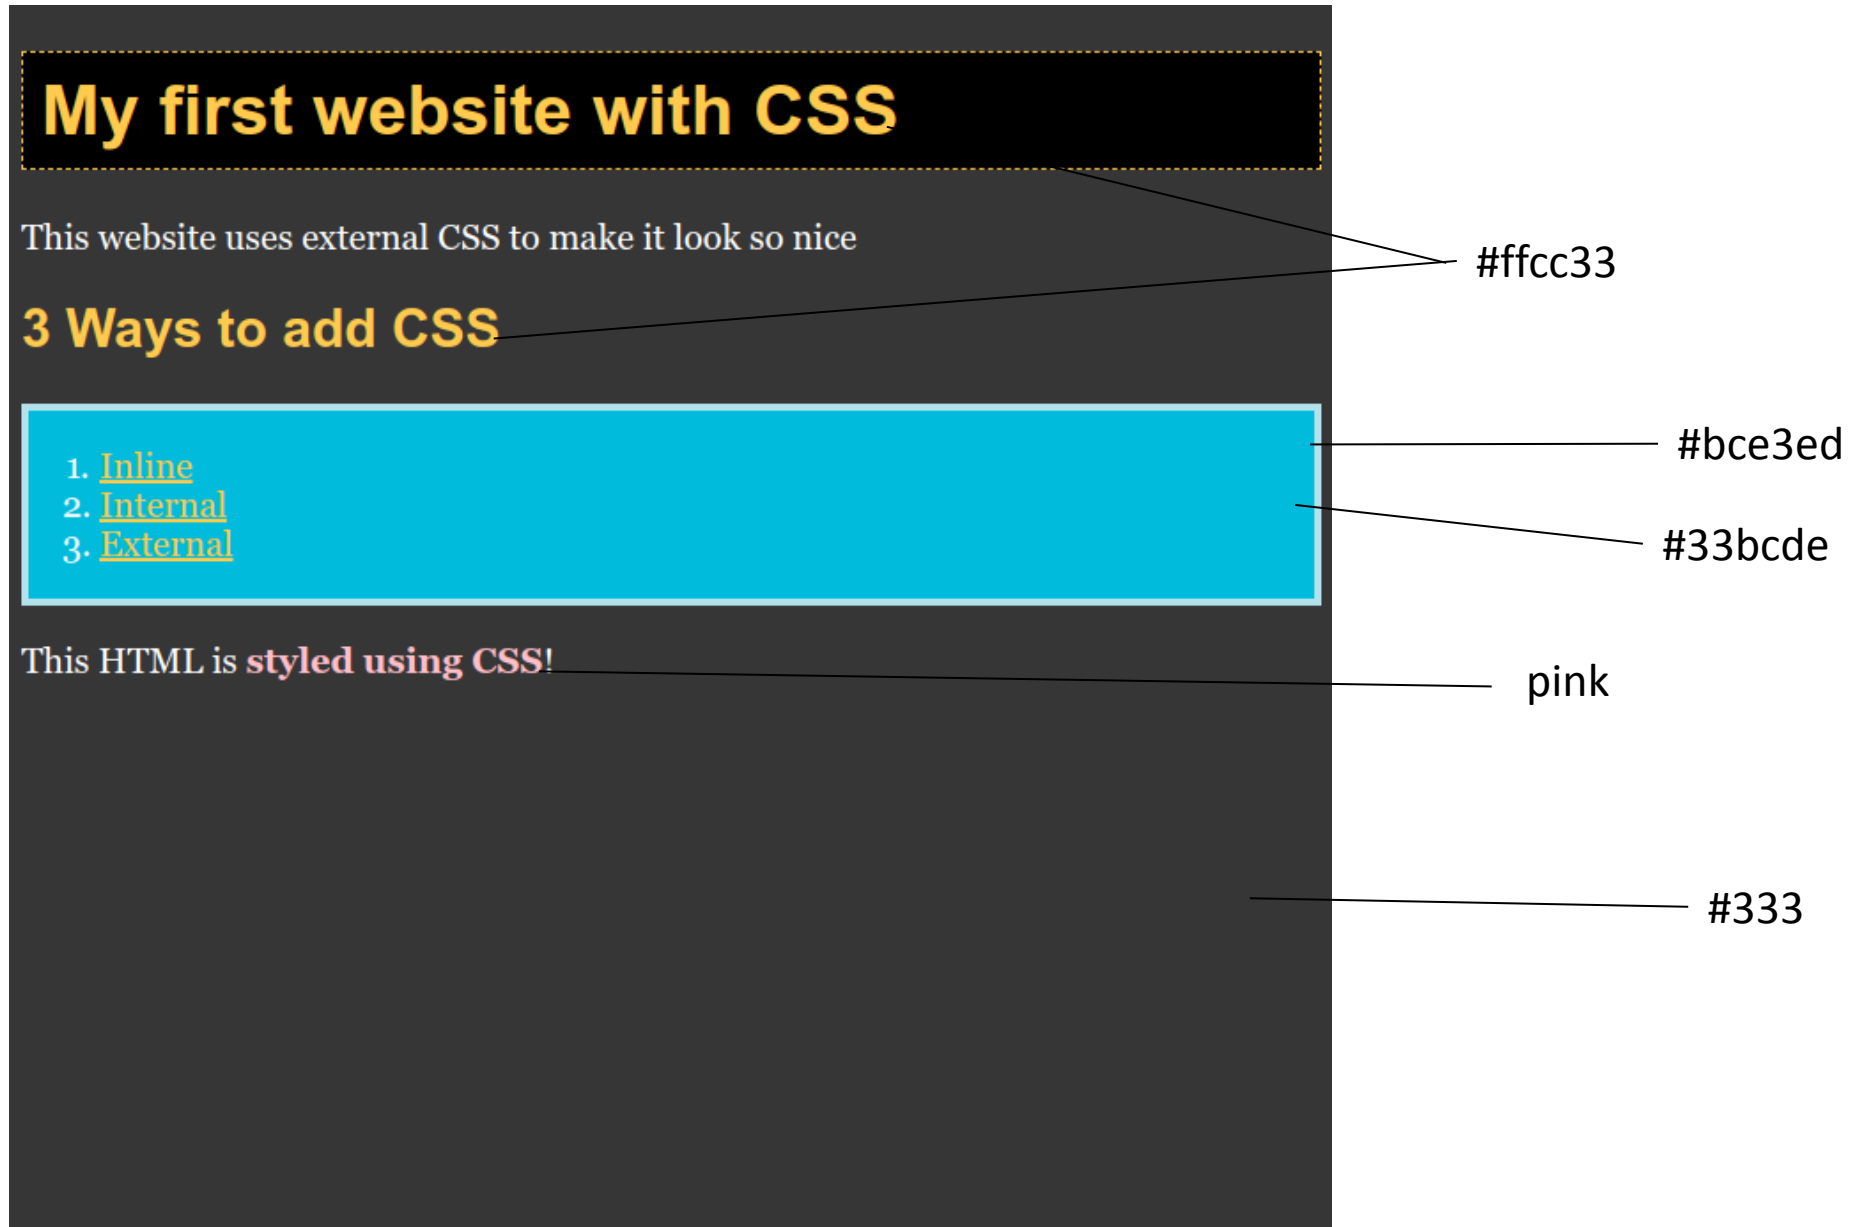 My first website with CSS
This website uses external CSS to make it look so nice
#ffcc33
3 Ways to add CSS
#bce3ed
1. Inline
2. Internal
3. External
#33bcde
This HTML is styled using CSS!
pink
#333